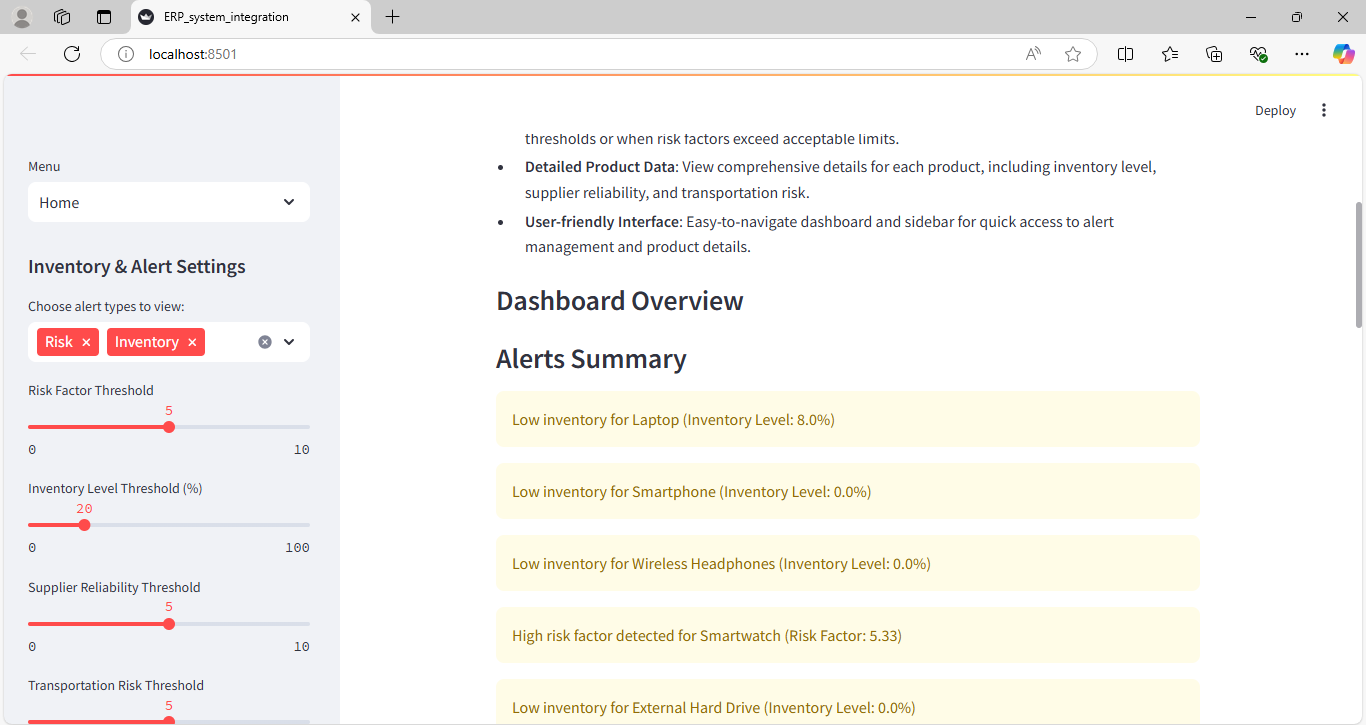 ERP_system_integration
localhost:8501
Deploy
Menu
Home
Inventory & Alert Settings
Choose alert types to view:
Risk
Inventory
Risk Factor Threshold
5
0 10
Inventory Level Threshold (%)
20
0 100
Supplier Reliability Threshold
5
0 10
Transportation Risk Threshold
5
thresholds or when risk factors exceed acceptable limits.
• Detailed Product Data: View comprehensive details for each product, including inventory level,
supplier reliability, and transportation risk.
• User-friendly Interface: Easy-to-navigate dashboard and sidebar for quick access to alert
management and product details.
Dashboard Overview
Alerts Summary
Low inventory for Laptop (Inventory Level: 8.0%)
Low inventory for Smartphone (Inventory Level: 0.0%)
Low inventory for Wireless Headphones (Inventory Level: 0.0%)
High risk factor detected for Smartwatch (Risk Factor: 5.33)
Low inventory for External Hard Drive (Inventory Level: 0.0%)